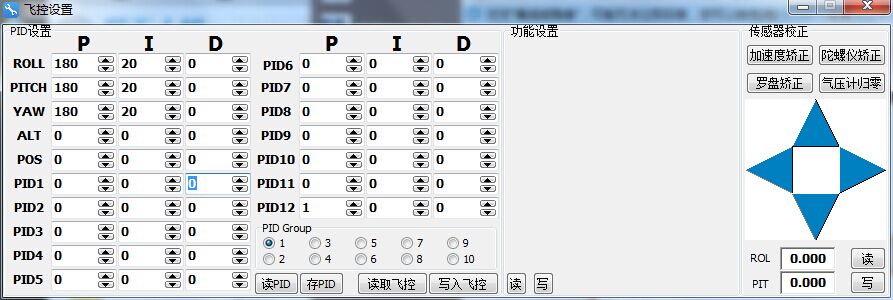 飞控设置
PID设置
P I D
ROLL 180 20 0
PITCH 180 20 0
YAW 180 20 0
ALT 0 0 0
POS 0 0 0
PID1 0 0 0
PID2 0 0 0
PID3 0 0 0
PID4 0 0 0
PID5 0 0 0
P I D
PID6 0 0 0
PID7 0 0 0
PID8 0 0 0
PID9 0 0 0
PID10 0 0 0
PID11 0 0 0
PID12 1 0 0
PID Group
1 3 5 7 9
2 4 6 8 10
读PID 存PID 读取飞控 写入飞控
功能设置
读 写
传感器校正
加速度矫正 陀螺仪矫正
罗盘矫正 气压计归零
ROL 0.000 读
PIT 0.000 写